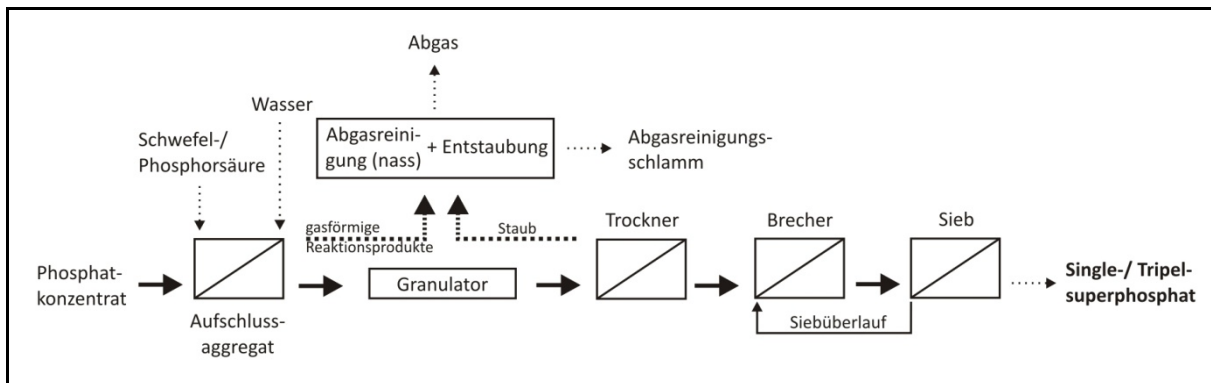 Abgas
Wasser
Schwefel-/
Phosphorsäure
Abgasreini-
gung (nass)
+ Entstaubung
Abgasreinigungs-
schlamm
gasförmige
Reaktionsprodukte
Staub
Trockner
Brecher
Sieb
Phosphat-
konzentrat
Granulator
Single-/ Tripel-
superphosphat
Aufschluss-
aggregat
Siebüberlauf